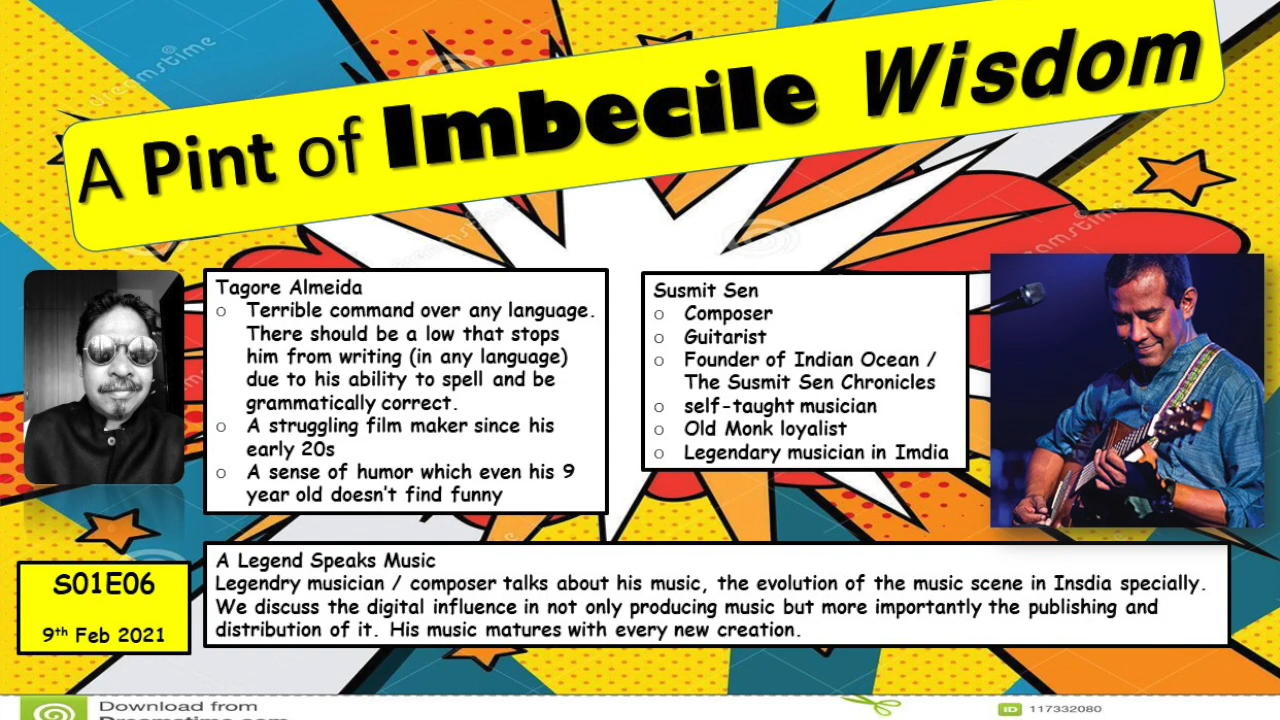 A Pint of Imbecile Wisdom
Tagore Almeida
o Terrible command over any language.
There should be a low that stops
him from writing (in any language)
due to his ability to spell and be
grammatically correct.
o A struggling film maker since his
early 20s
o A sense of humor which even his 9
year old doesn't find funny
Susmit Sen
o Composer
o Guitarist
o Founder of Indian Ocean /
The Susmit Sen Chronicles
o self-taught musician
o Old Monk loyalist
o Legendary musician in Imdia
S01E06
9th Feb 2021
A Legend Speaks Music
Legendry musician / composer talks about his music, the evolution of the music scene in Insdia specially.
We discuss the digital influence in not only producing music but more importantly the publishing and
distribution of it. His music matures with every new creation.
dreamstime
dreamstime
Download from
Dreamstime.com
ID 117332080